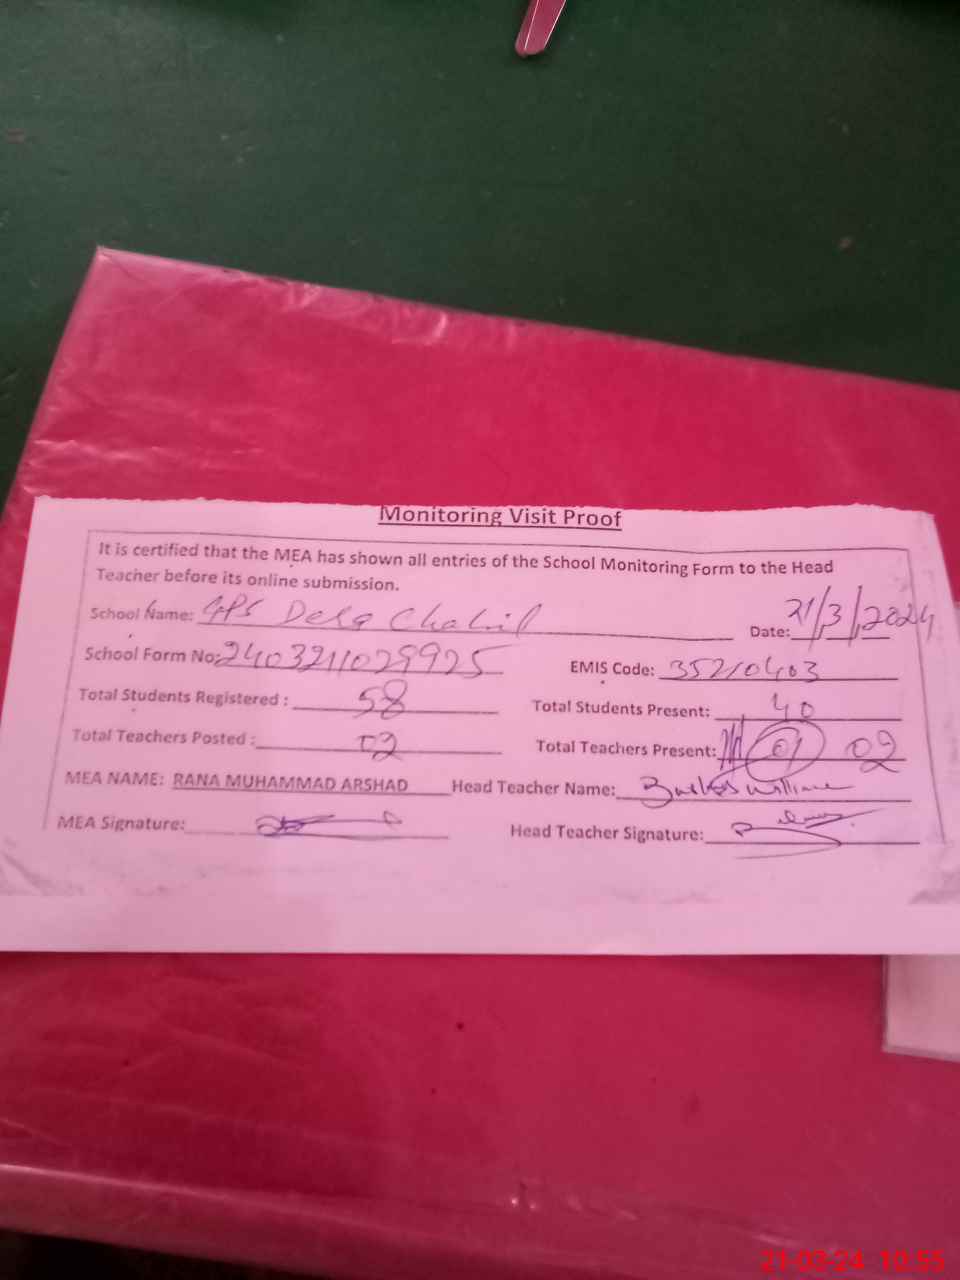 Monitoring Visit Proof
It is certified that the MEA has shown all entries of the School Monitoring Form to the Head
Teacher before its online submission.
School Name: GPS Dera Chahil Date: 21/3/2024
School Form No: 2403211029925 EMIS Code: 35210403
Total Students Registered : 58 Total Students Present: 40
Total Teachers Posted : 02 Total Teachers Present: 01 02
MEA NAME: RANA MUHAMMAD ARSHAD Head Teacher Name:
MEA Signature: Head Teacher Signature:
21-03-24 10:55